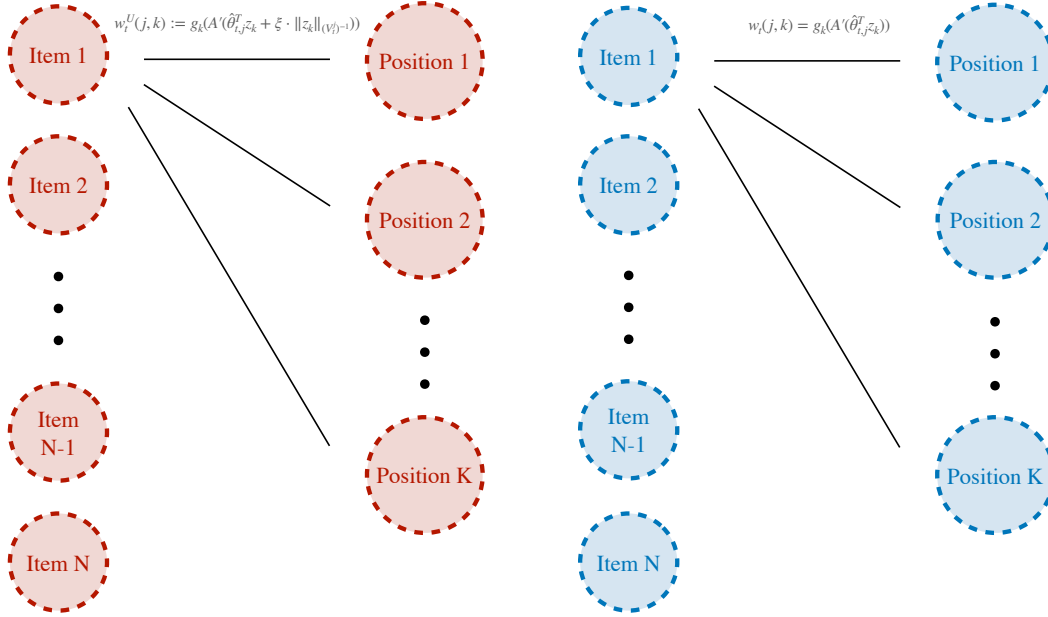 w_t^U(j, k) := g_k(A′(θ̂_{t,j}^T z_k + ξ · ‖z_k‖_{(V_t^j)^{-1}}))
Item 1
Position 1
Item 2
Position 2
Item
N-1
Position K
Item N
w_t(j, k) = g_k(A′(θ̂_{t,j}^T z_k))
Item 1
Position 1
Item 2
Position 2
Item
N-1
Position K
Item N